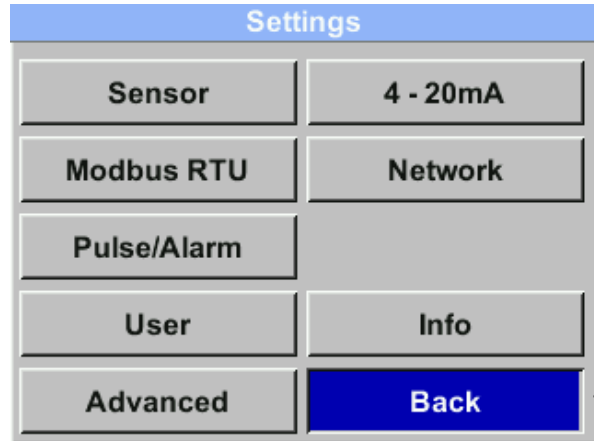 Settings
Sensor
4 - 20mA
Modbus RTU
Network
Pulse/Alarm
User
Info
Advanced
Back